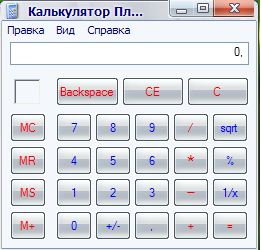 Калькулятор Пл...
Правка Вид Справка
0,
Backspace CE C
MC 7 8 9 / sqrt
MR 4 5 6 * %
MS 1 2 3 − 1/x
M+ 0 +/- , + =